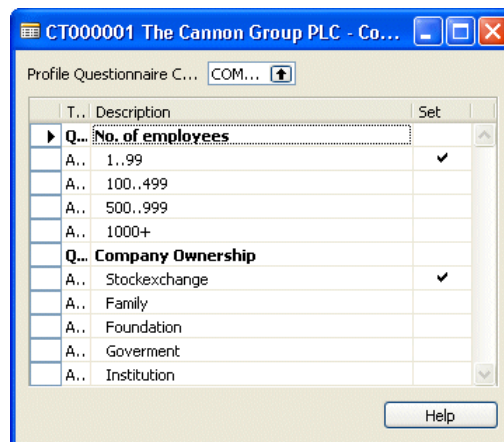 CT000001 The Cannon Group PLC - Co...
Profile Questionnaire C... COM...
T.. Description Set
Q... No. of employees
A.. 1..99
A.. 100..499
A.. 500..999
A.. 1000+
Q... Company Ownership
A.. Stockexchange
A.. Family
A.. Foundation
A.. Goverment
A.. Institution
Help